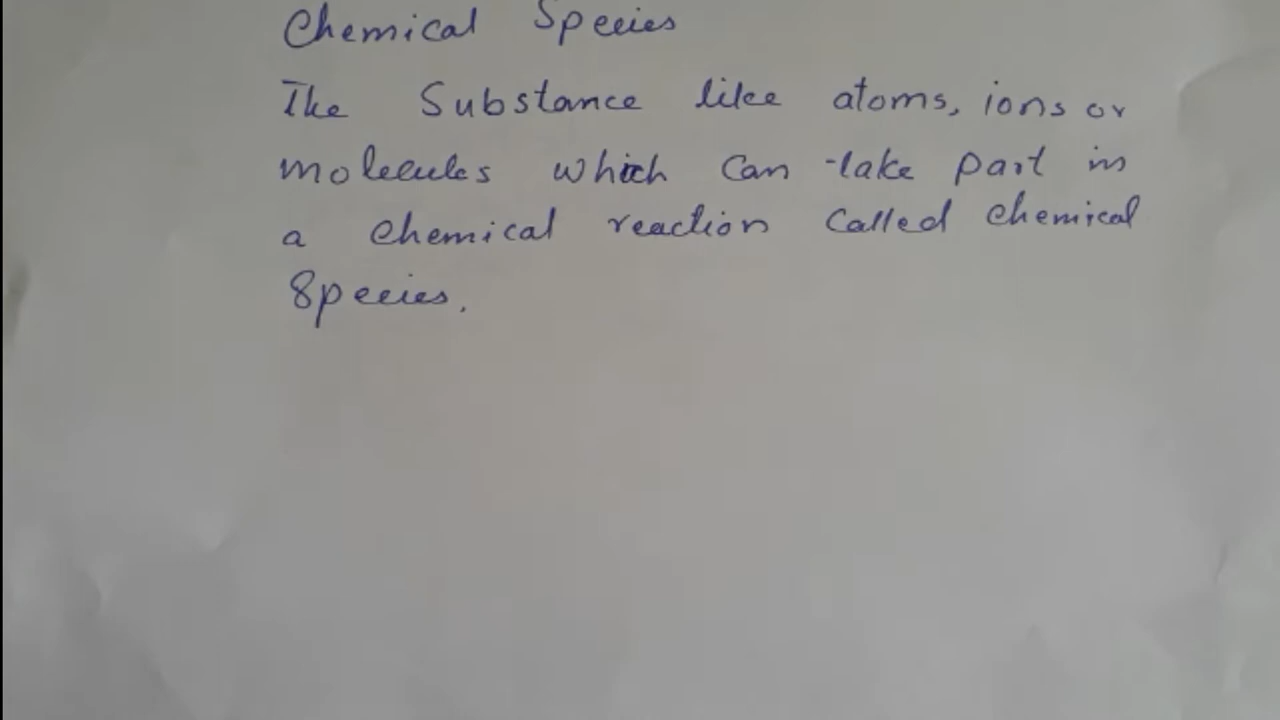 Chemical Species
The Substance like atoms, ions or
molecules which Can take part in
a chemical reaction Called chemical
Species.